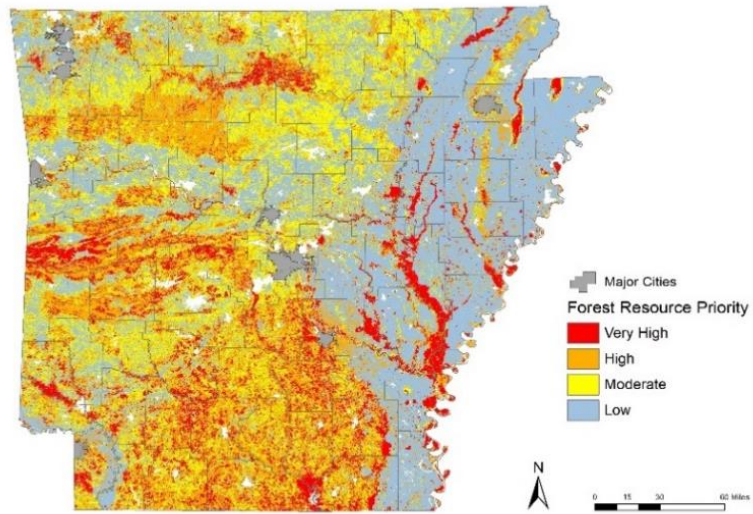 Major Cities
Forest Resource Priority
Very High
High
Moderate
Low
N
0 15 30 60 Miles